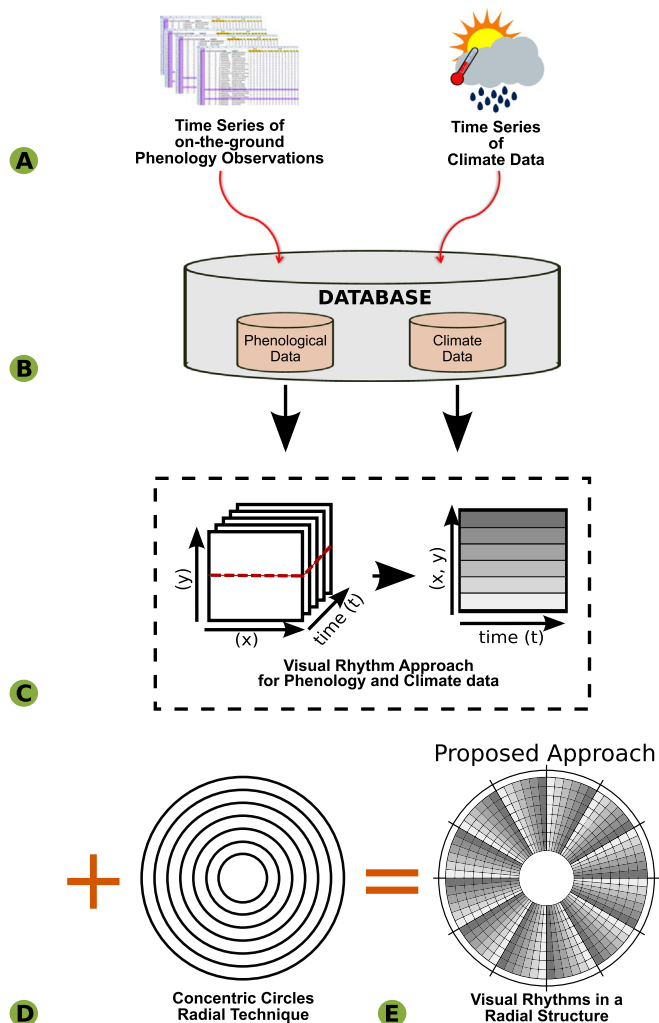 Time Series of
on-the-ground
Phenology Observations
Time Series
of
Climate Data
A
DATABASE
Phenological
Data
Climate
Data
B
(y)
(x)
time (t)
(x, y)
time (t)
Visual Rhythm Approach
for Phenology and Climate data
C
Proposed Approach
Concentric Circles
Radial Technique
D
Visual Rhythms in a
Radial Structure
E